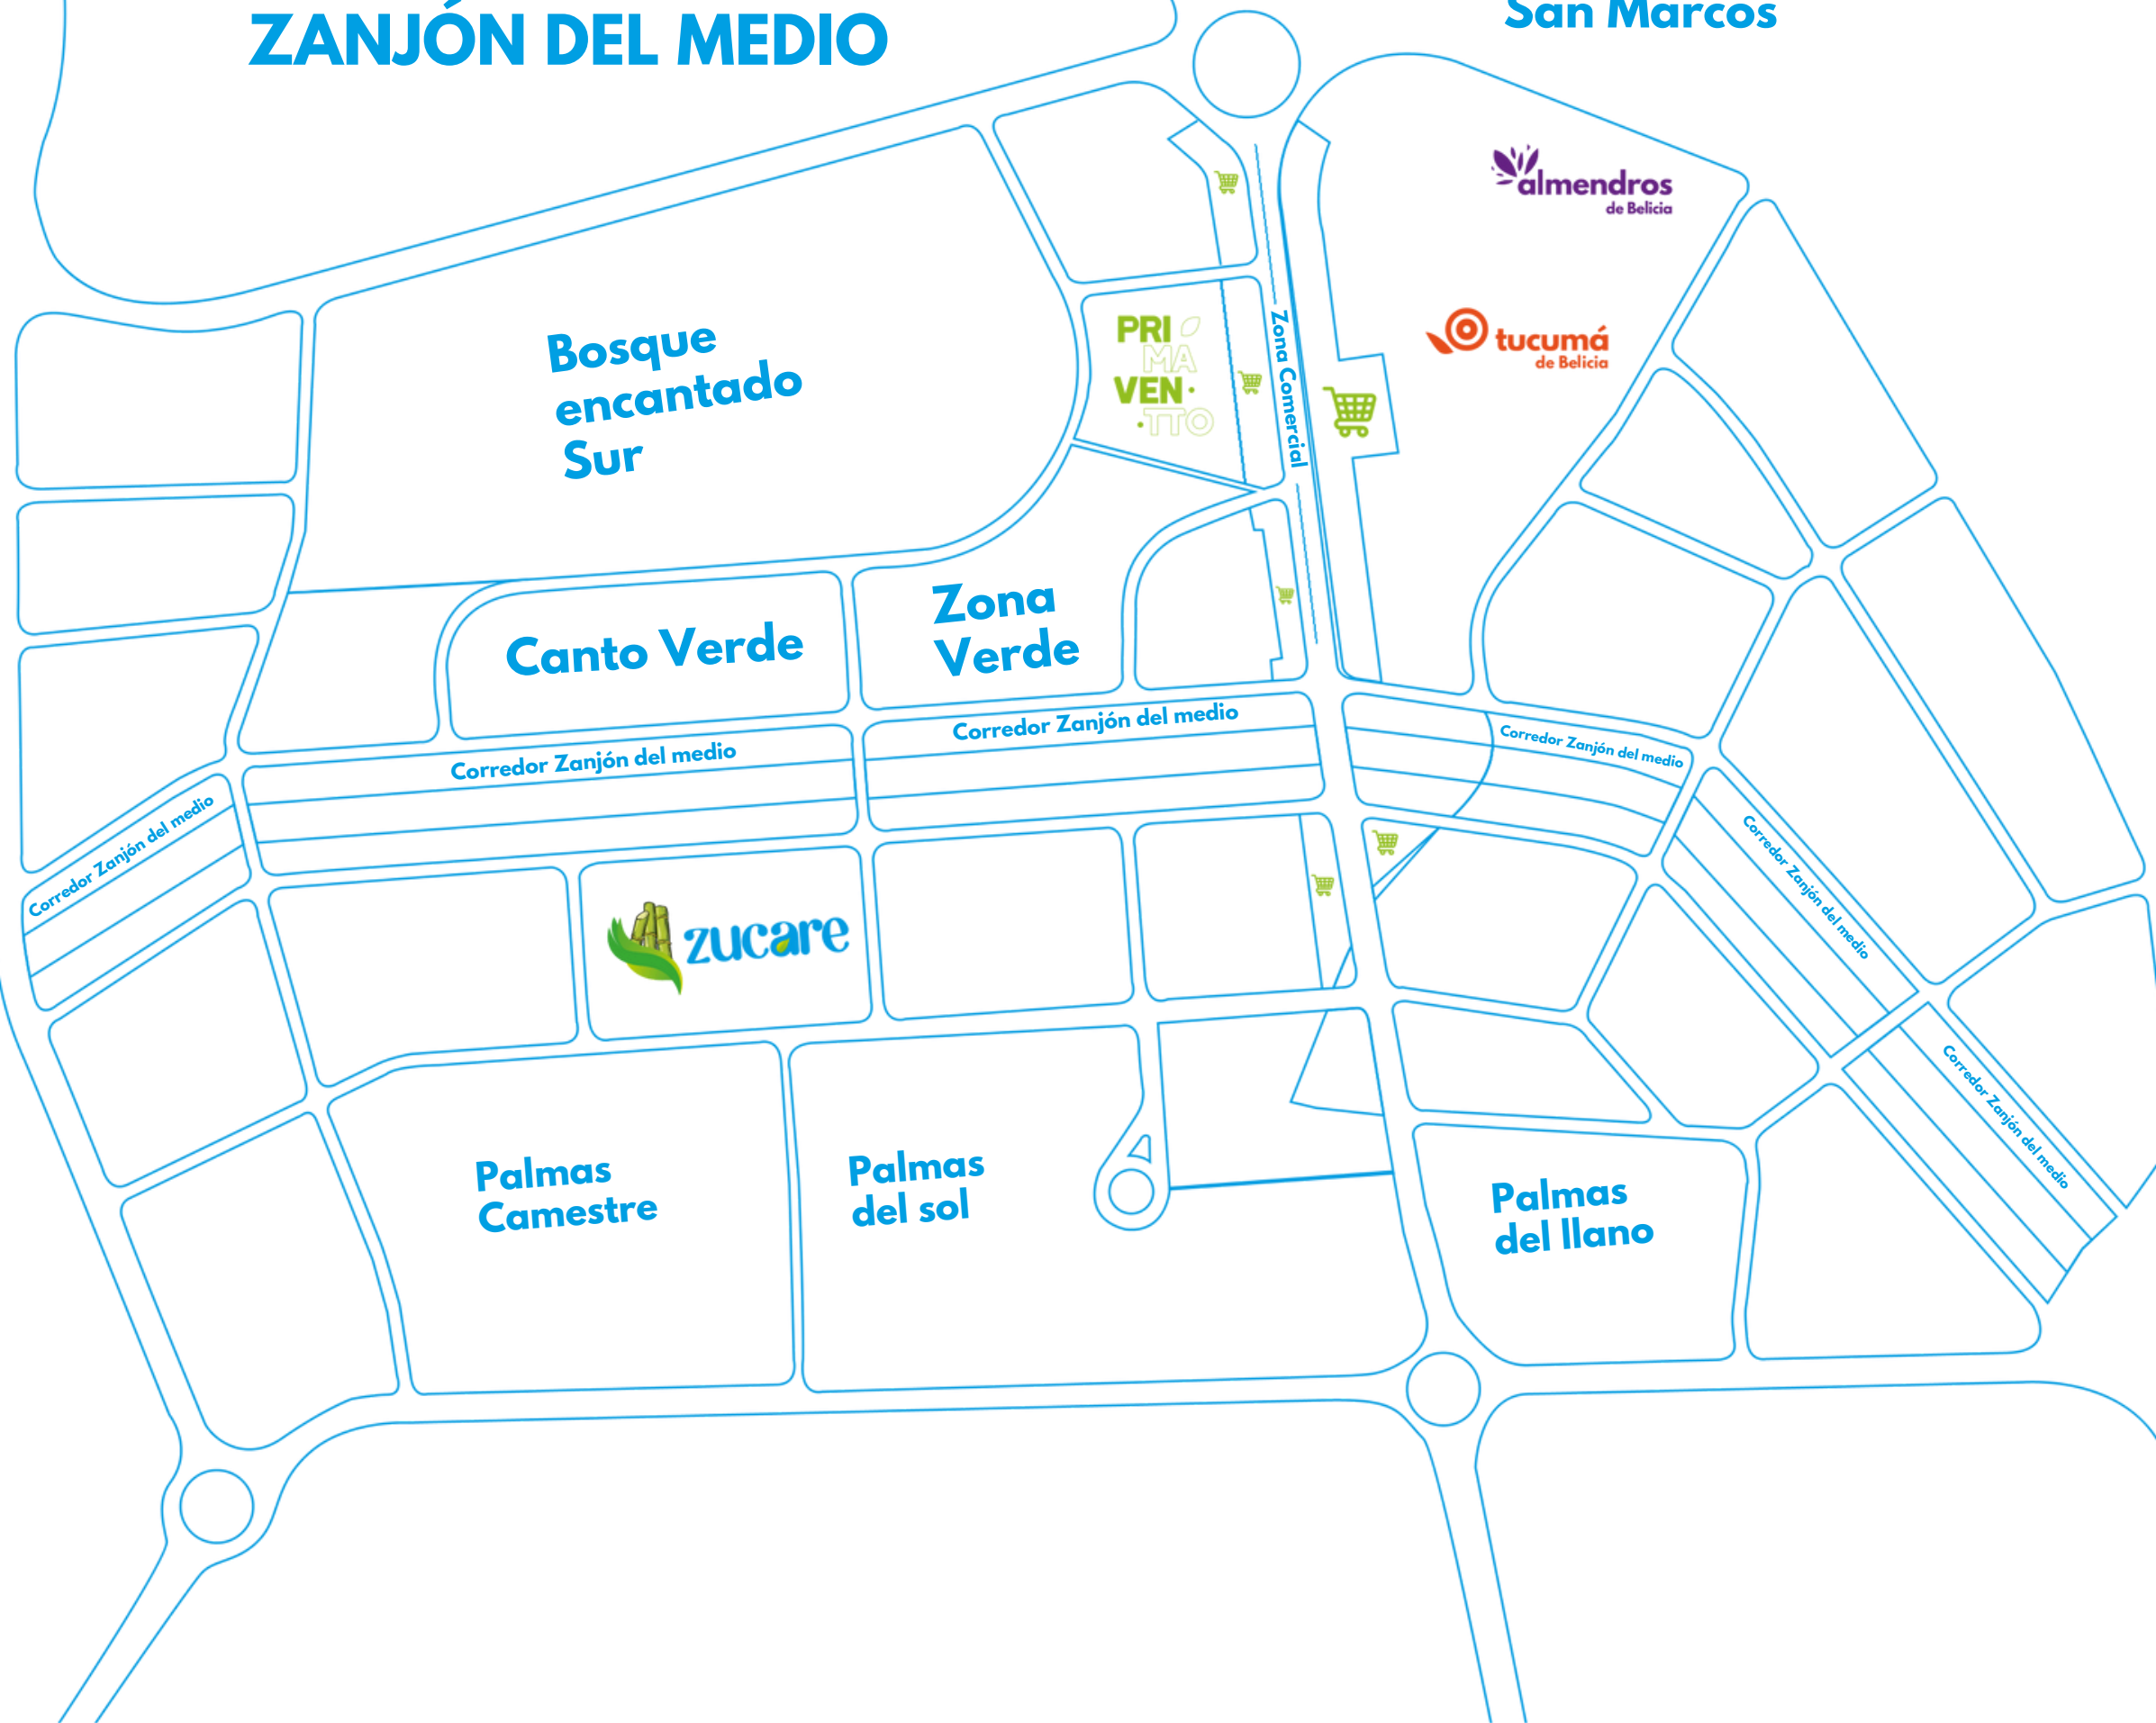 ZANJÓN DEL MEDIO
San Marcos
almendros
de Belicia
tucumá
de Belicia
PRI
MA
VEN
TTO
Zona Comercial
Bosque
encantado
Sur
Canto Verde
Zona
Verde
Corredor Zanjón del medio
Corredor Zanjón del medio
Corredor Zanjón del medio
Corredor Zanjón del medio
Corredor Zanjón del medio
Corredor Zanjón del medio
zucare
Palmas
Camestre
Palmas
del sol
Palmas
del llano